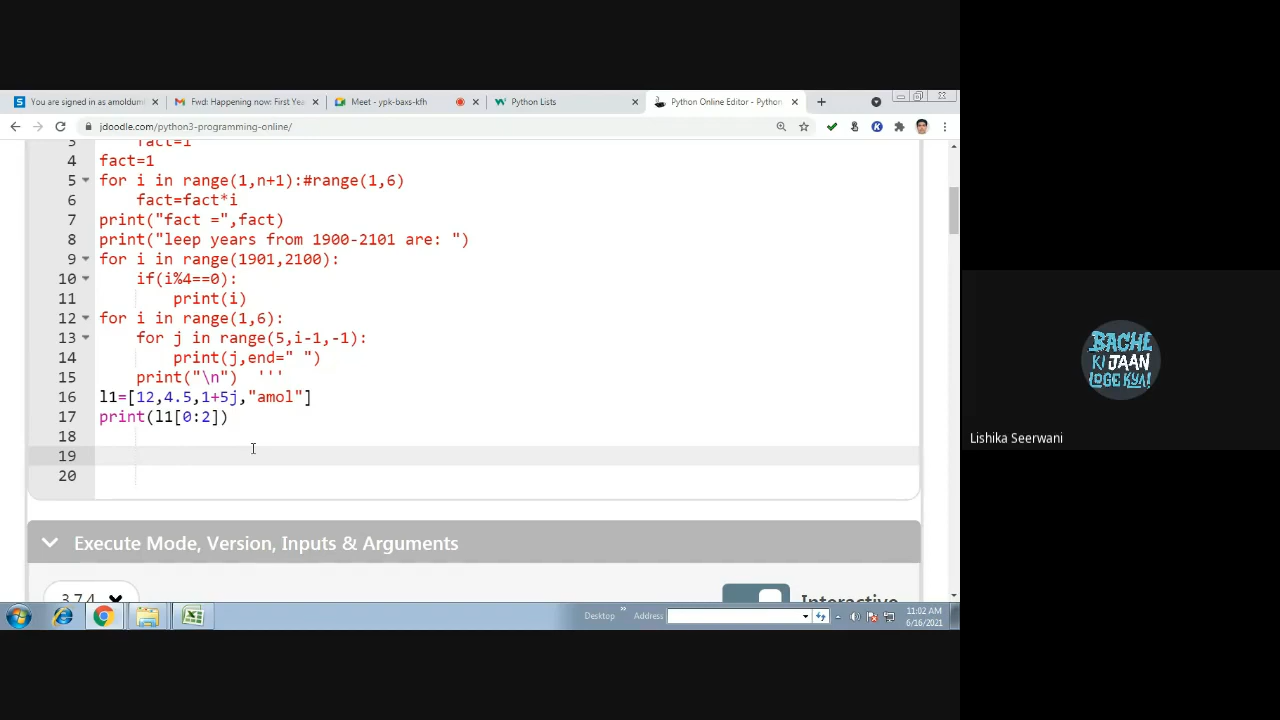 You are signed in as amoldum
Fwd: Happening now: First Yea
Meet - ypk-baxs-kfh
Python Lists
Python Online Editor - Python
jdoodle.com/python3-programming-online/
3 fact=1
4 fact=1
5 for i in range(1,n+1):#range(1,6)
6 fact=fact*i
7 print("fact =",fact)
8 print("leep years from 1900-2101 are: ")
9 for i in range(1901,2100):
10 if(i%4==0):
11 print(i)
12 for i in range(1,6):
13 for j in range(5,i-1,-1):
14 print(j,end=" ")
15 print("\n") '''
16 l1=[12,4.5,1+5j,"amol"]
17 print(l1[0:2])
18
19
20
Execute Mode, Version, Inputs & Arguments
3.7.4
Interactive
Desktop
Address
11:02 AM
6/16/2021
BACHE
KI JAAN
LOGE KYA!
Lishika Seerwani